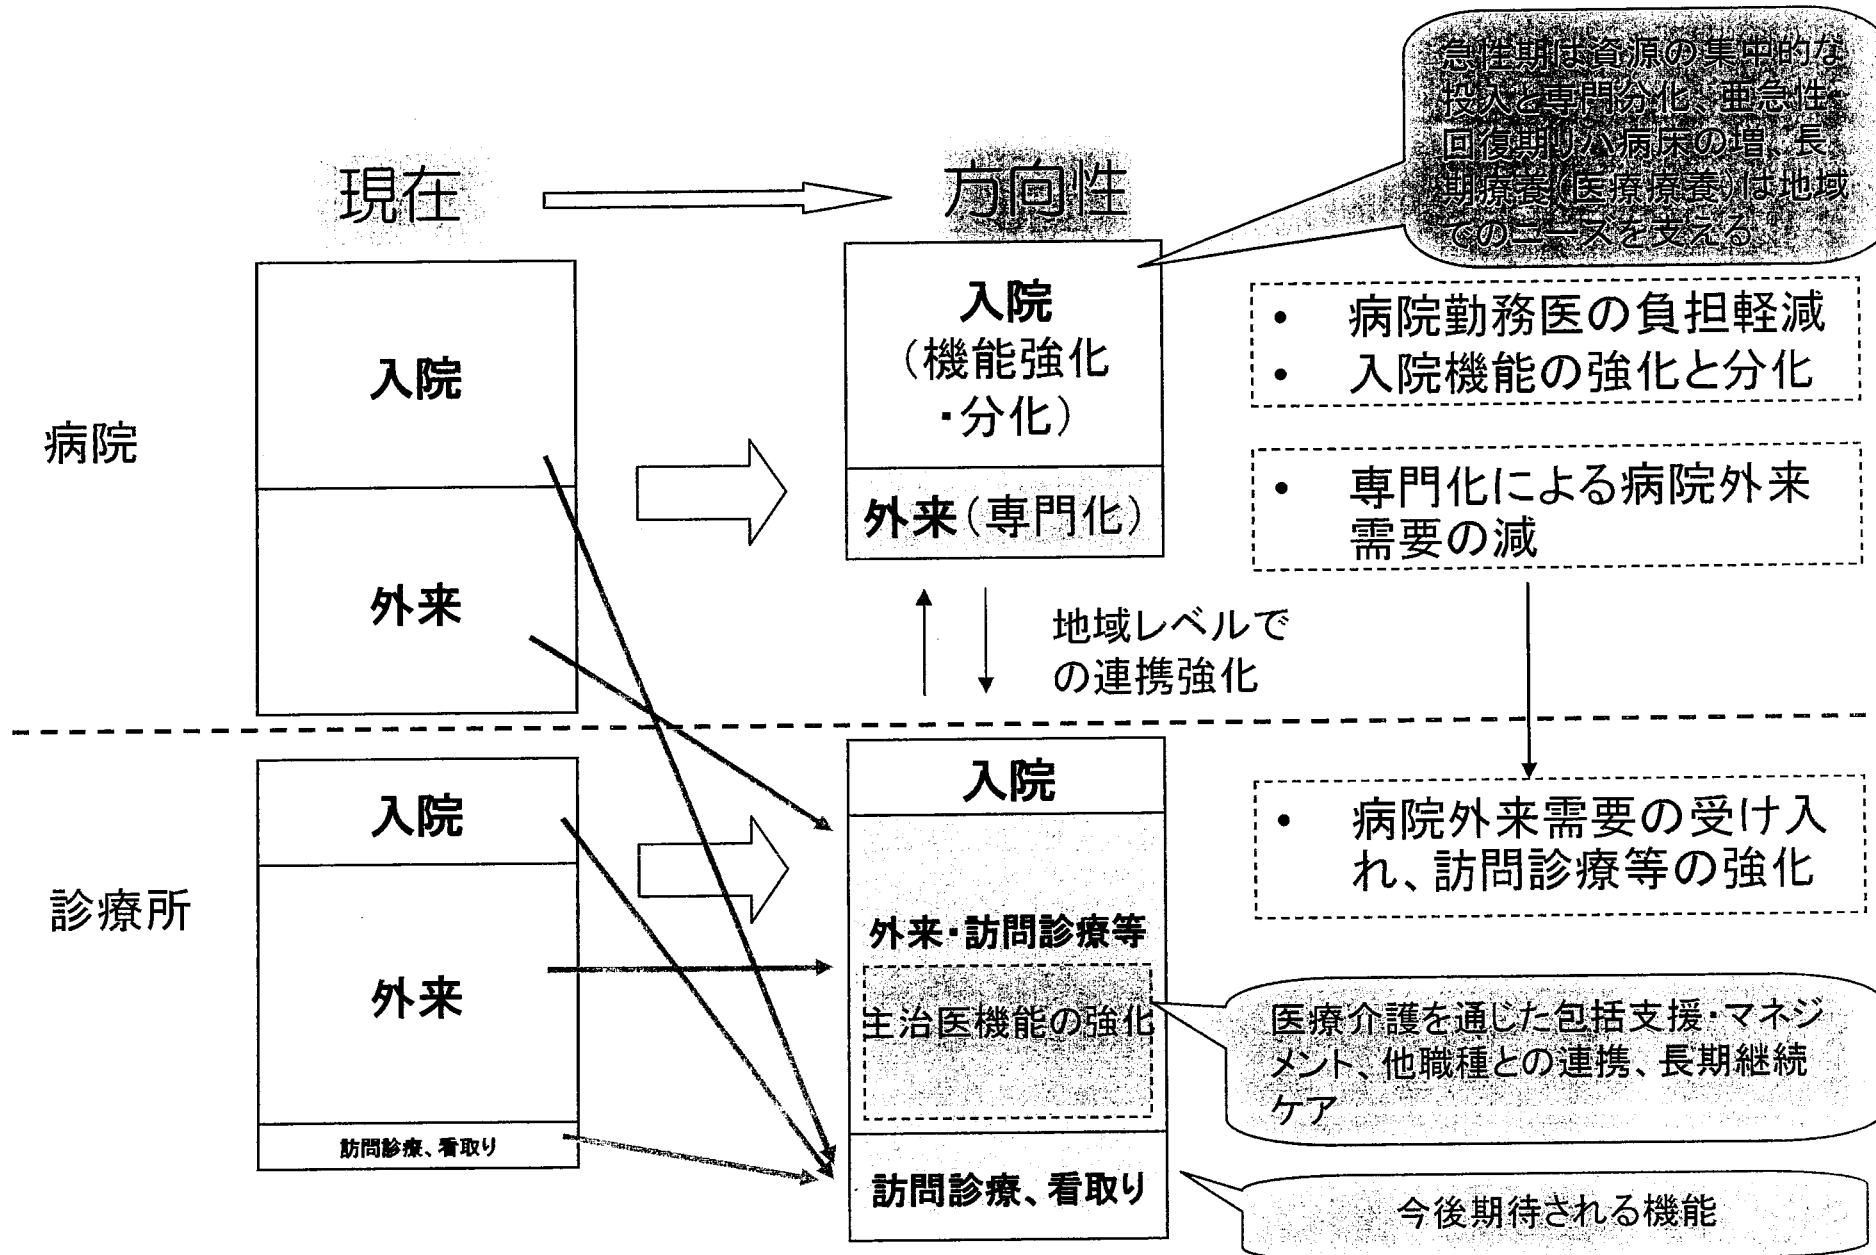 現在
方向性
急性期は資源の集中的な
投入と専門分化、亜急性・
回復期リハ病床の増、長
期療養(医療療養)は地域
でのニーズを支える
病院
入院
外来
入院
(機能強化
・分化)
外来(専門化)
• 病院勤務医の負担軽減
• 入院機能の強化と分化
• 専門化による病院外来
需要の減
地域レベルで
の連携強化
診療所
入院
外来
訪問診療、看取り
入院
外来・訪問診療等
主治医機能の強化
訪問診療、看取り
• 病院外来需要の受け入
れ、訪問診療等の強化
医療介護を通じた包括支援・マネジ
メント、他職種との連携、長期継続
ケア
今後期待される機能